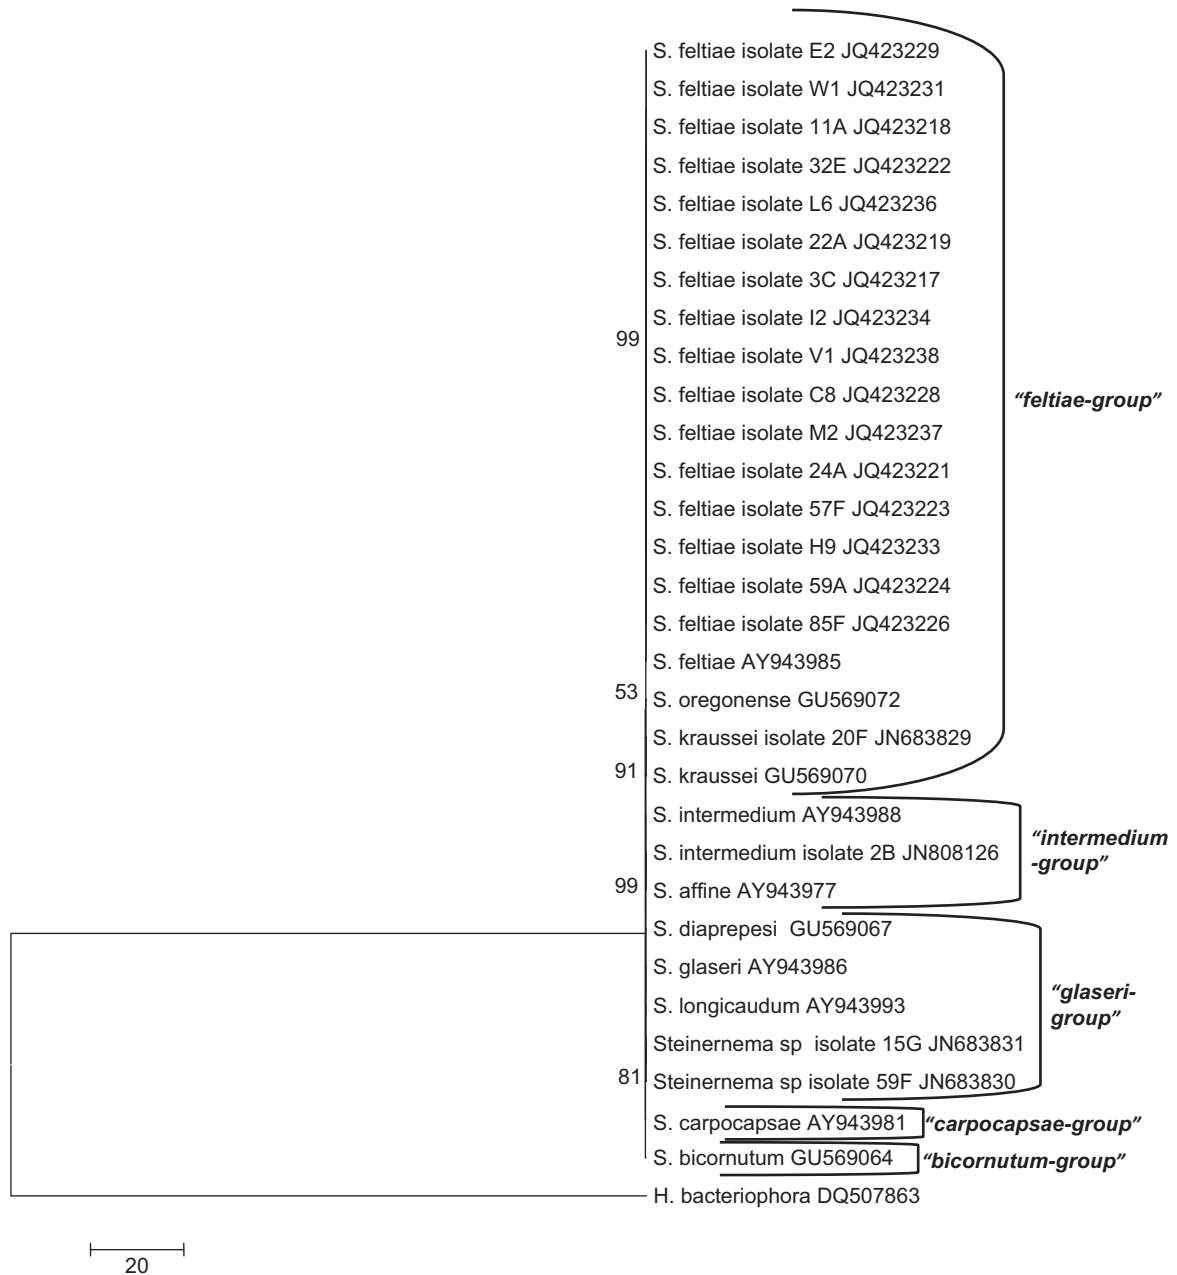 S. feltiae isolate E2 JQ423229
S. feltiae isolate W1 JQ423231
S. feltiae isolate 11A JQ423218
S. feltiae isolate 32E JQ423222
S. feltiae isolate L6 JQ423236
S. feltiae isolate 22A JQ423219
S. feltiae isolate 3C JQ423217
S. feltiae isolate I2 JQ423234
99
S. feltiae isolate V1 JQ423238
S. feltiae isolate C8 JQ423228
“feltiae-group”
S. feltiae isolate M2 JQ423237
S. feltiae isolate 24A JQ423221
S. feltiae isolate 57F JQ423223
S. feltiae isolate H9 JQ423233
S. feltiae isolate 59A JQ423224
S. feltiae isolate 85F JQ423226
S. feltiae AY943985
53
S. oregonense GU569072
S. kraussei isolate 20F JN683829
91
S. kraussei GU569070
S. intermedium AY943988
“intermedium
-group”
S. intermedium isolate 2B JN808126
99
S. affine AY943977
S. diaprepesi GU569067
S. glaseri AY943986
“glaseri-
group”
S. longicaudum AY943993
Steinernema sp isolate 15G JN683831
81
Steinernema sp isolate 59F JN683830
S. carpocapsae AY943981
“carpocapsae-group”
S. bicornutum GU569064
“bicornutum-group”
H. bacteriophora DQ507863
20